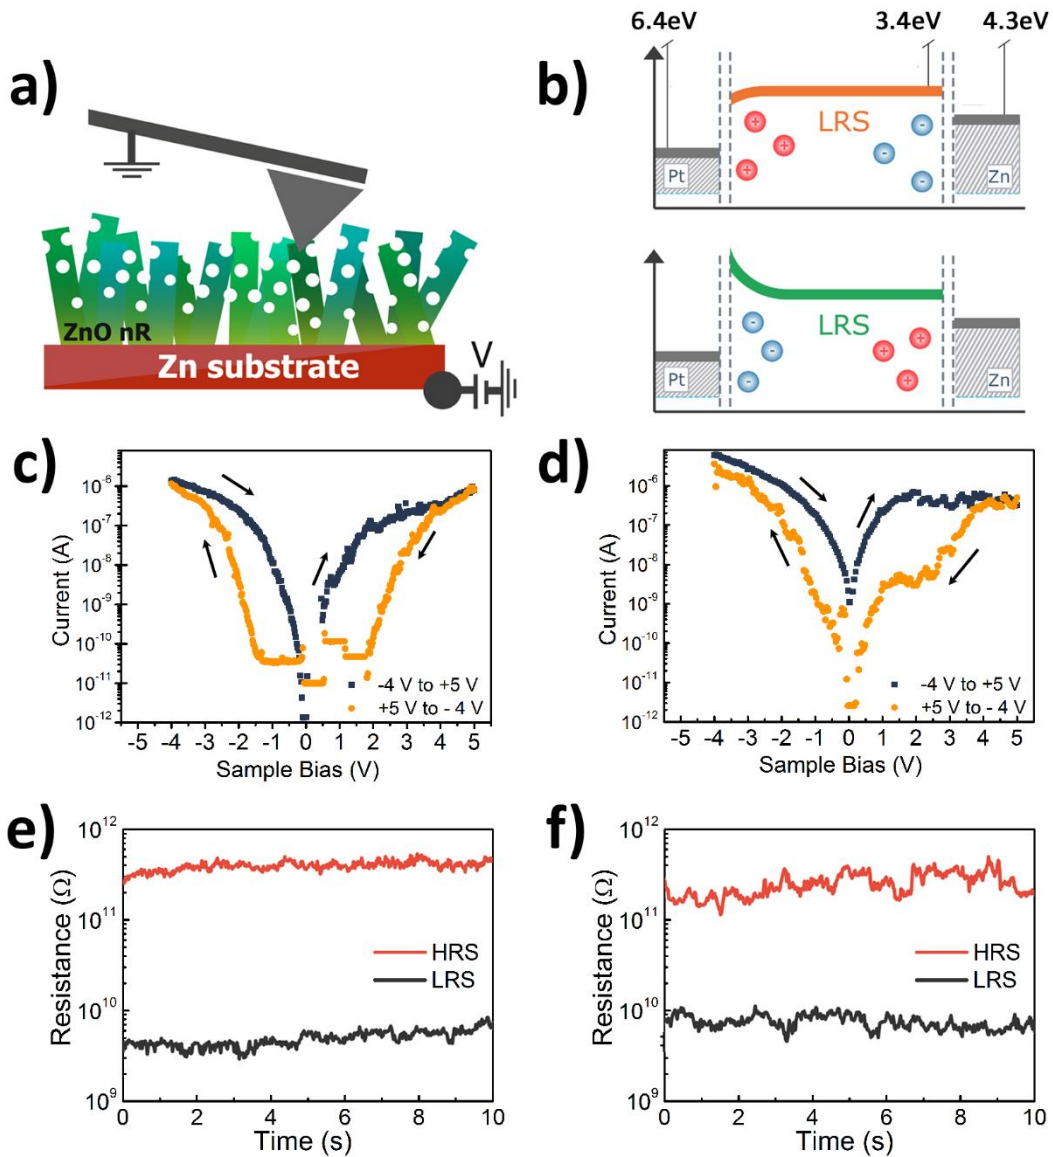 a)
ZnO nR
Zn substrate
V
b)
6.4eV
3.4eV
4.3eV
LRS
+
+
+
-
-
-
Pt
Zn
LRS
-
-
-
+
+
+
Pt
Zn
c)
Current (A)
10⁻⁶
10⁻⁷
10⁻⁸
10⁻⁹
10⁻¹⁰
10⁻¹¹
10⁻¹²
-4 V to +5 V
+5 V to - 4 V
-5 -4 -3 -2 -1 0 1 2 3 4 5
Sample Bias (V)
d)
Current (A)
10⁻⁶
10⁻⁷
10⁻⁸
10⁻⁹
10⁻¹⁰
10⁻¹¹
10⁻¹²
-4 V to +5 V
+5 V to - 4 V
-5 -4 -3 -2 -1 0 1 2 3 4 5
Sample Bias (V)
e)
Resistance (Ω)
10¹²
10¹¹
10¹⁰
10⁹
HRS
LRS
0 2 4 6 8 10
Time (s)
f)
Resistance (Ω)
10¹²
10¹¹
10¹⁰
10⁹
HRS
LRS
0 2 4 6 8 10
Time (s)